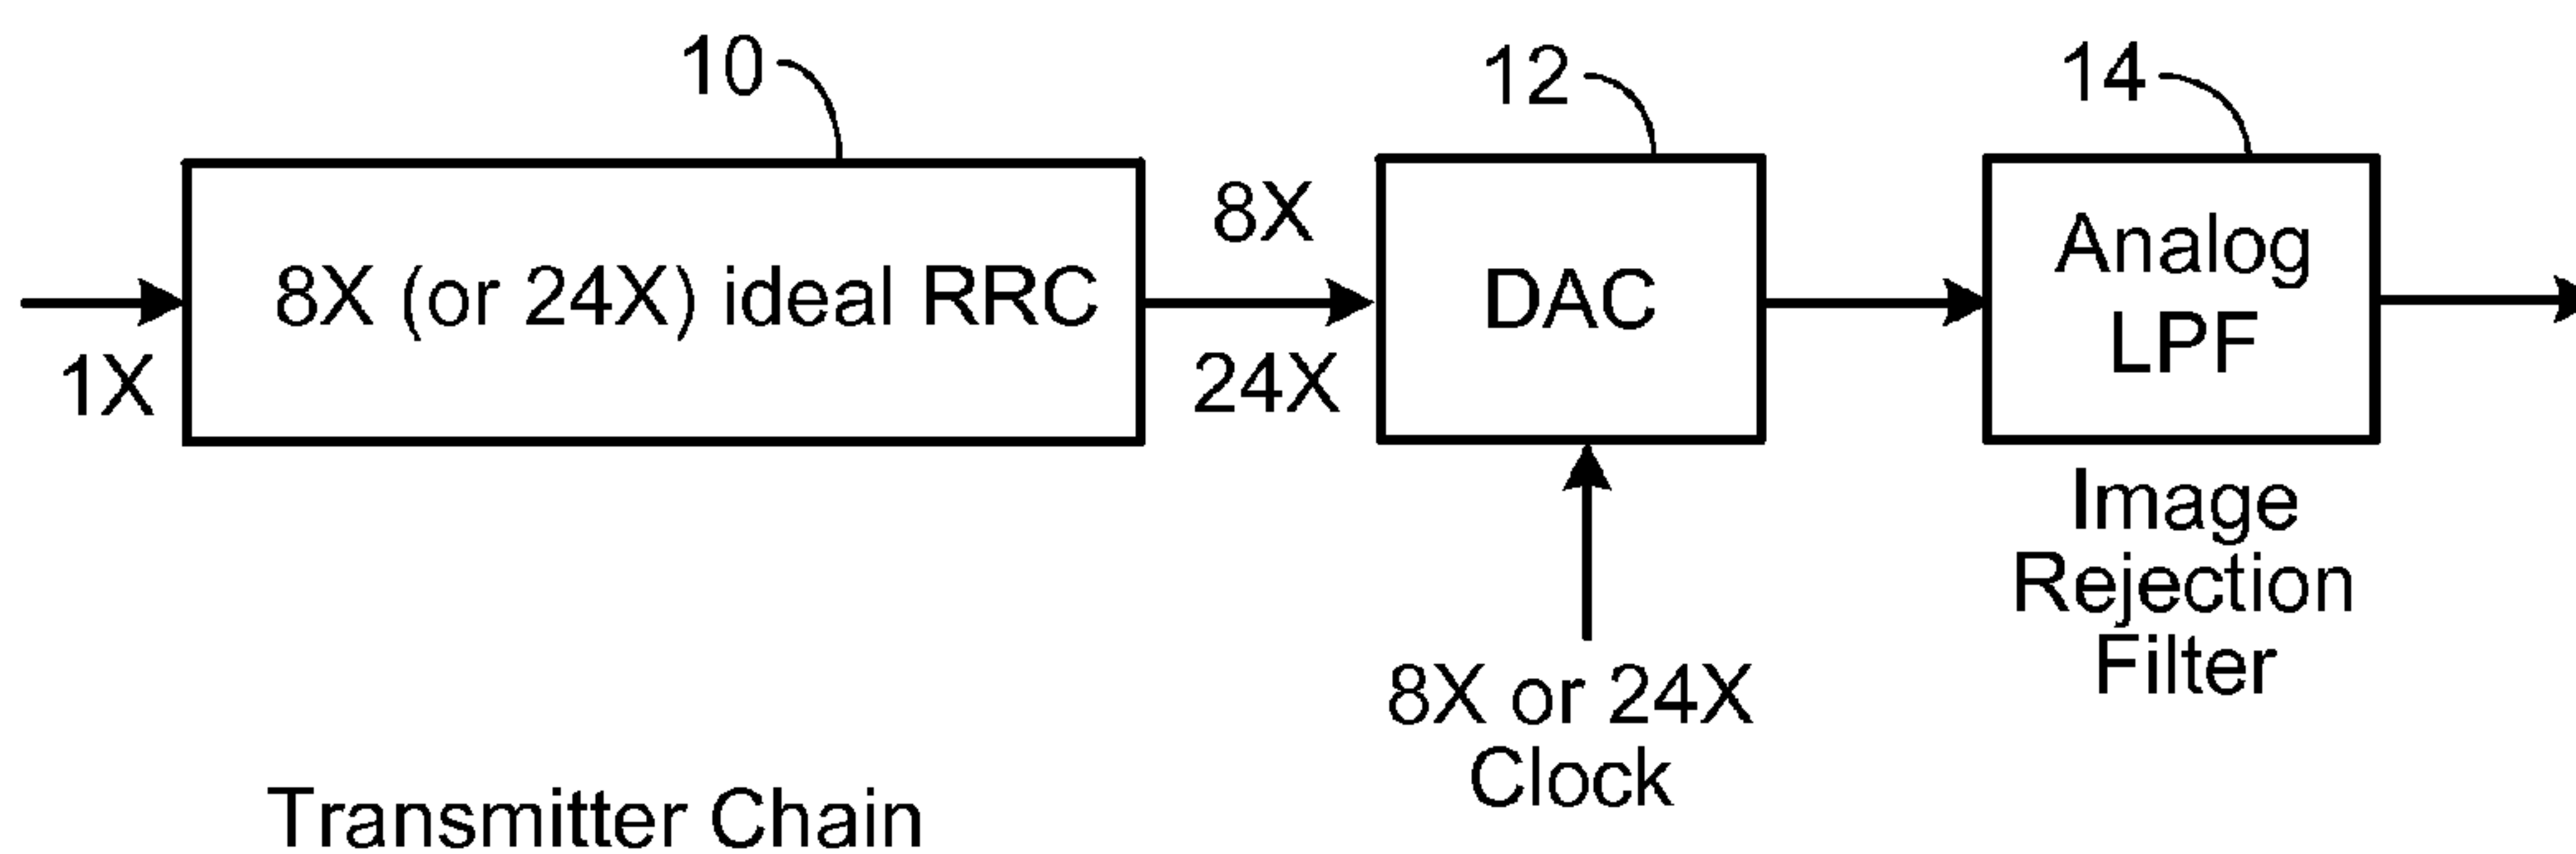 10
12
14
1X
8X (or 24X) ideal RRC
8X
24X
DAC
Analog
LPF
8X or 24X
Clock
Image
Rejection
Filter
Transmitter Chain